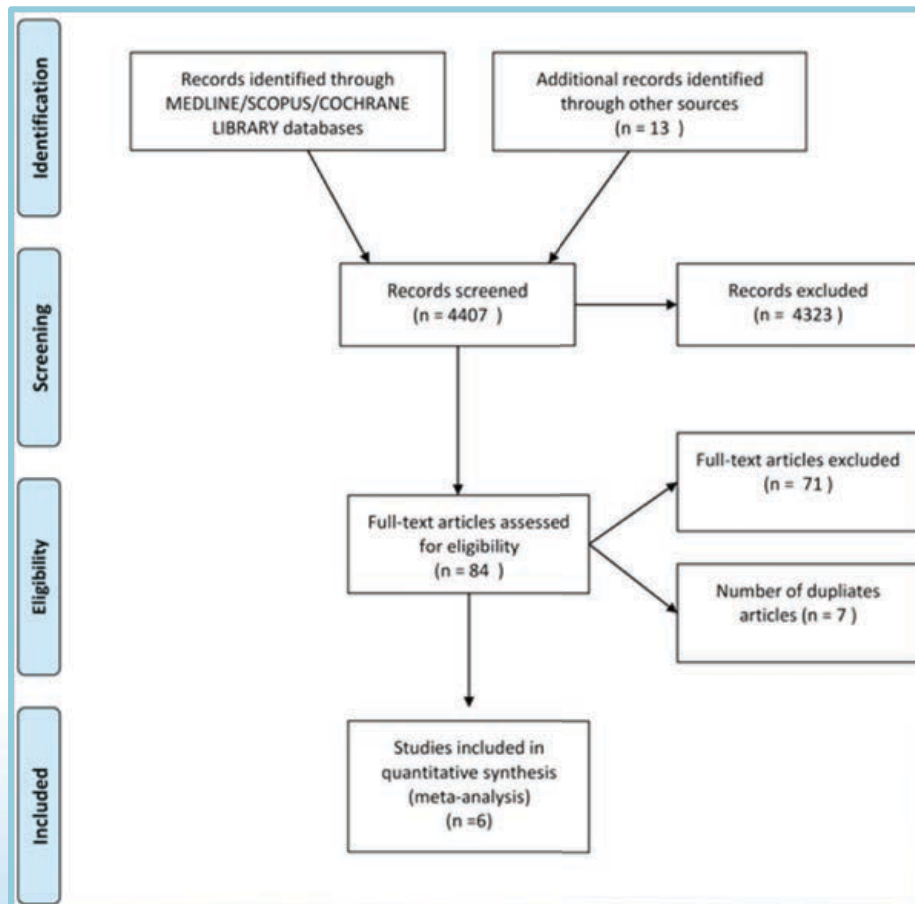 Identification
Records identified through
MEDLINE/SCOPUS/COCHRANE
LIBRARY databases
Additional records identified
through other sources
(n = 13 )
Screening
Records screened
(n = 4407 )
Records excluded
(n = 4323 )
Eligibility
Full-text articles assessed
for eligibility
(n = 84 )
Full-text articles excluded
(n = 71 )
Number of dupliates
articles (n = 7 )
Included
Studies included in
quantitative synthesis
(meta-analysis)
(n =6)